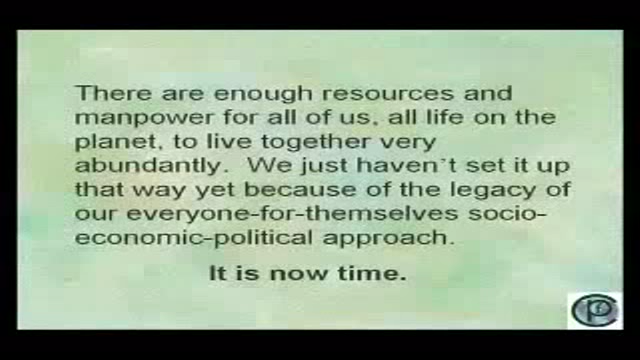 There are enough resources and
manpower for all of us, all life on the
planet, to live together very
abundantly.  We just haven't set it up
that way yet because of the legacy of
our everyone-for-themselves socio-
economic-political approach.
It is now time.